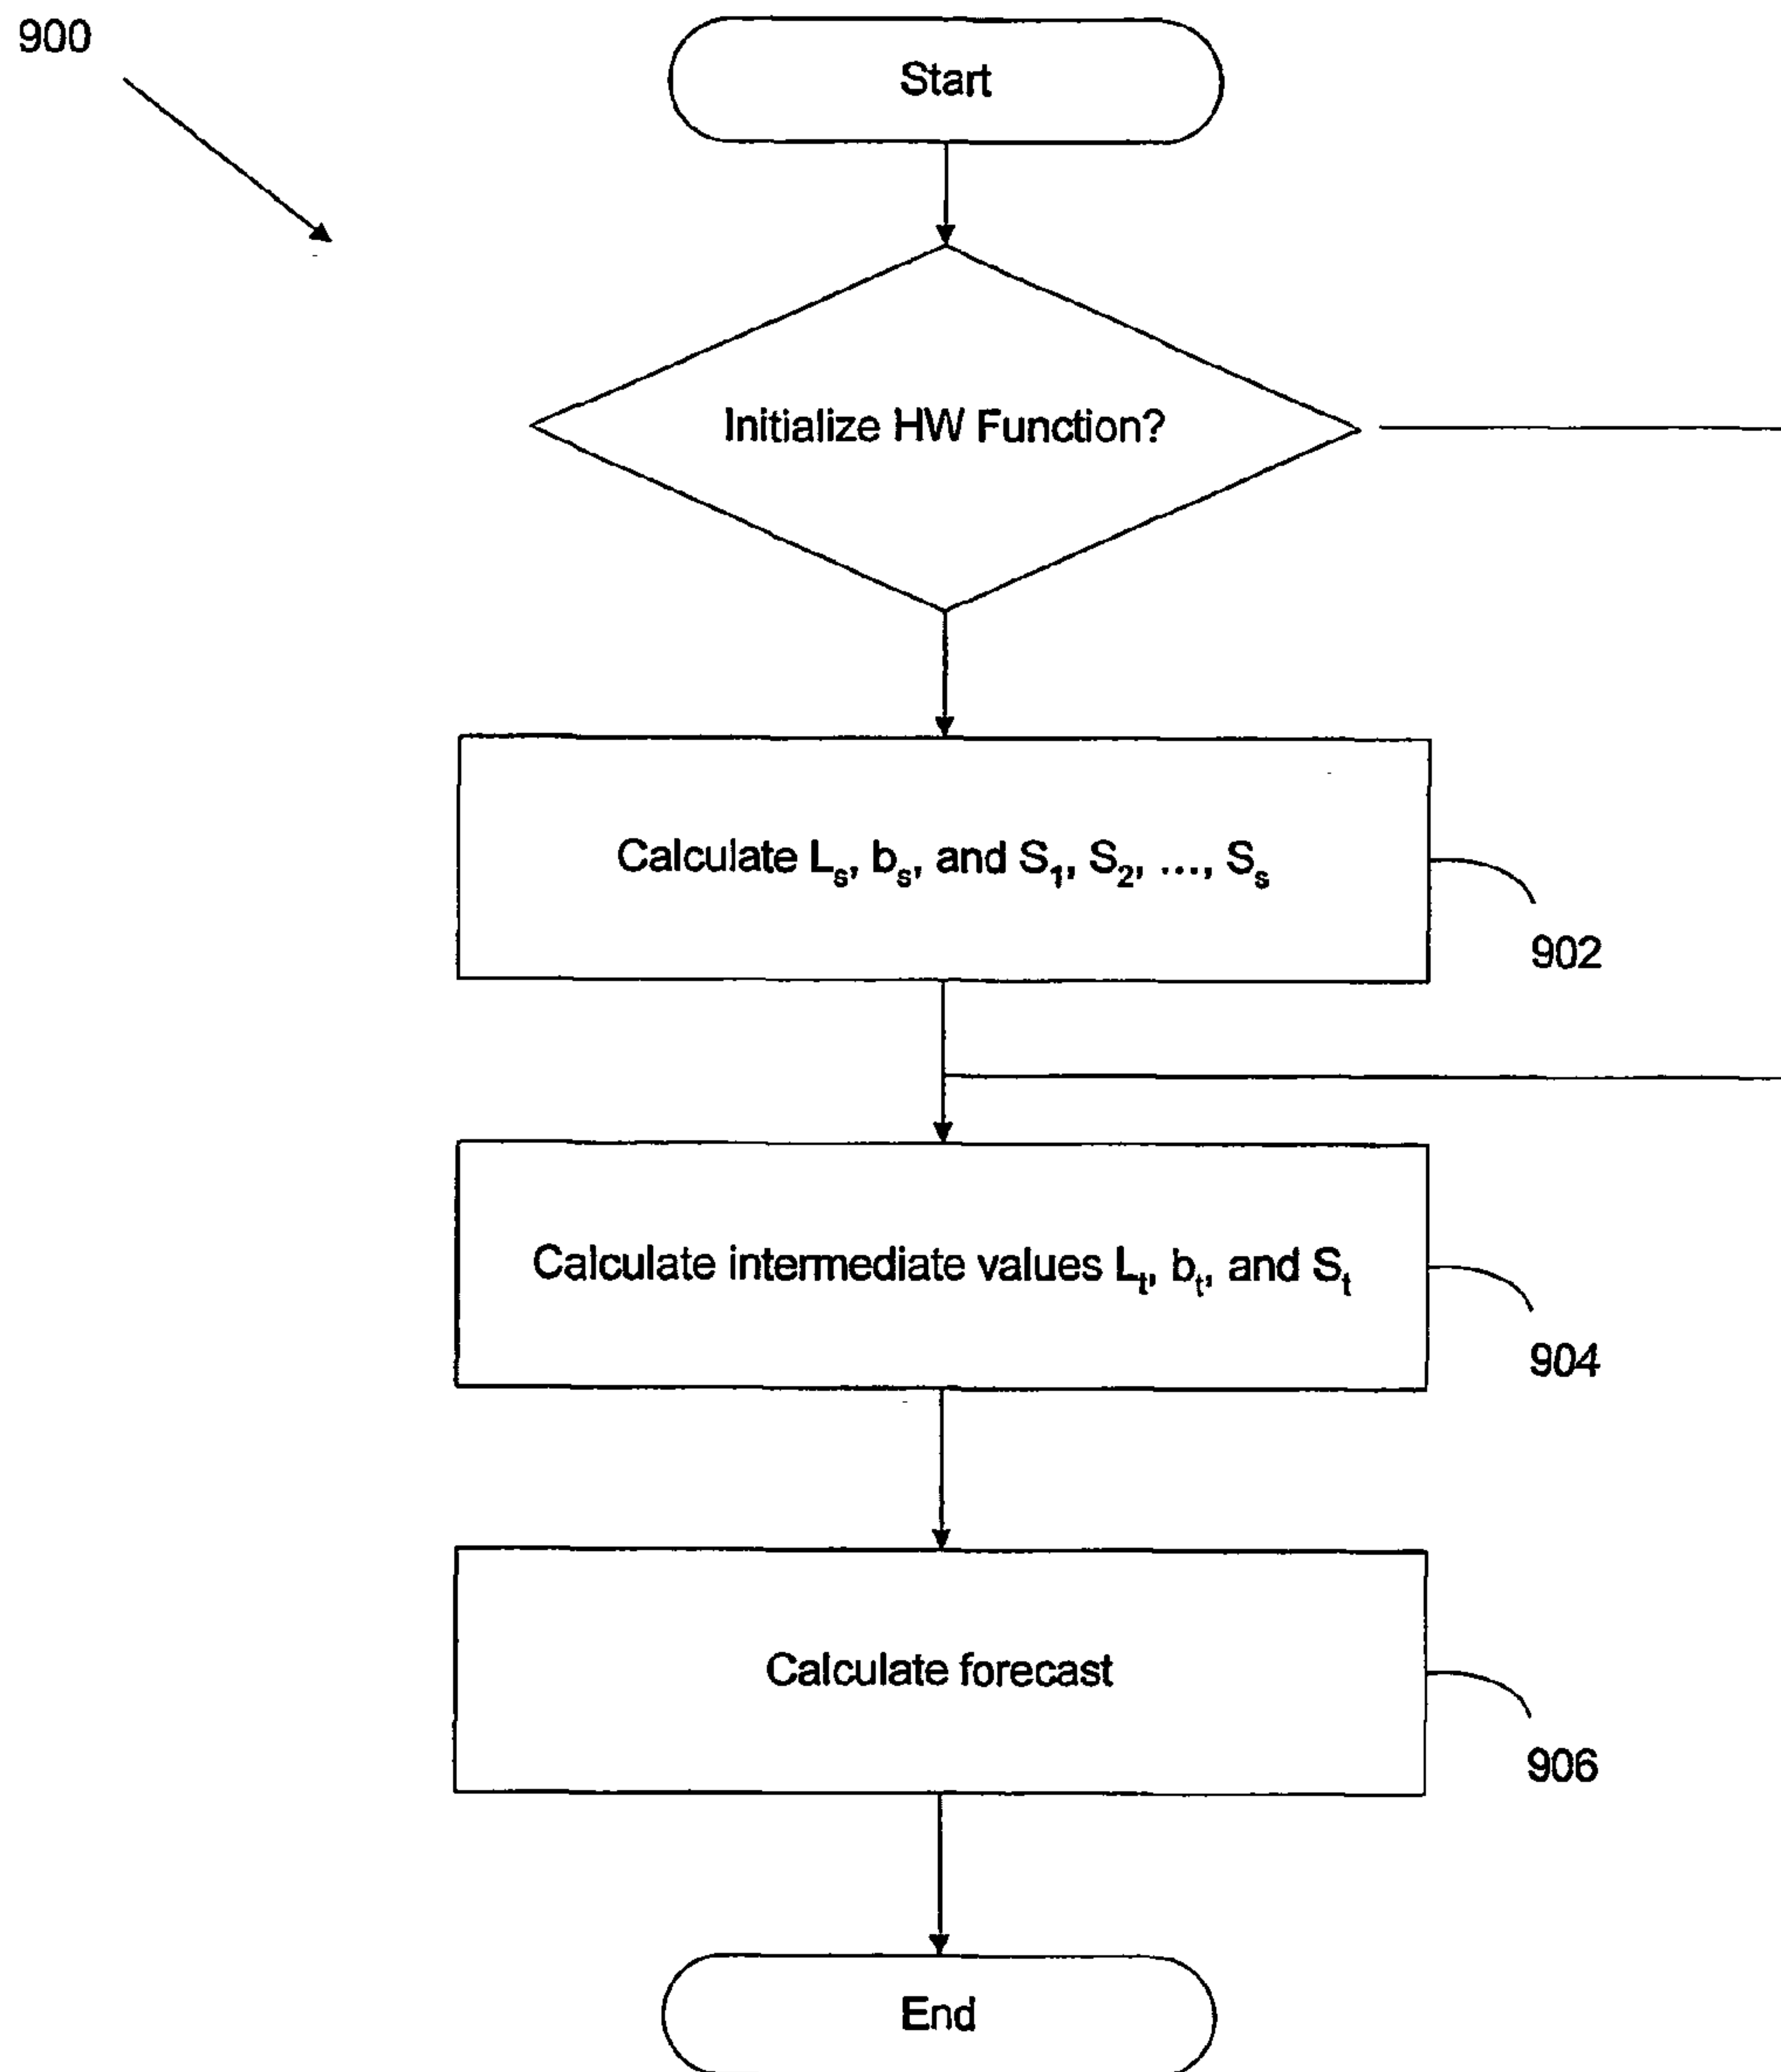 900
Start
Initialize HW Function?
Calculate Lₛ, bₛ, and S₁, S₂, ..., Sₛ
902
Calculate intermediate values Lₜ, bₜ, and Sₜ
904
Calculate forecast
906
End